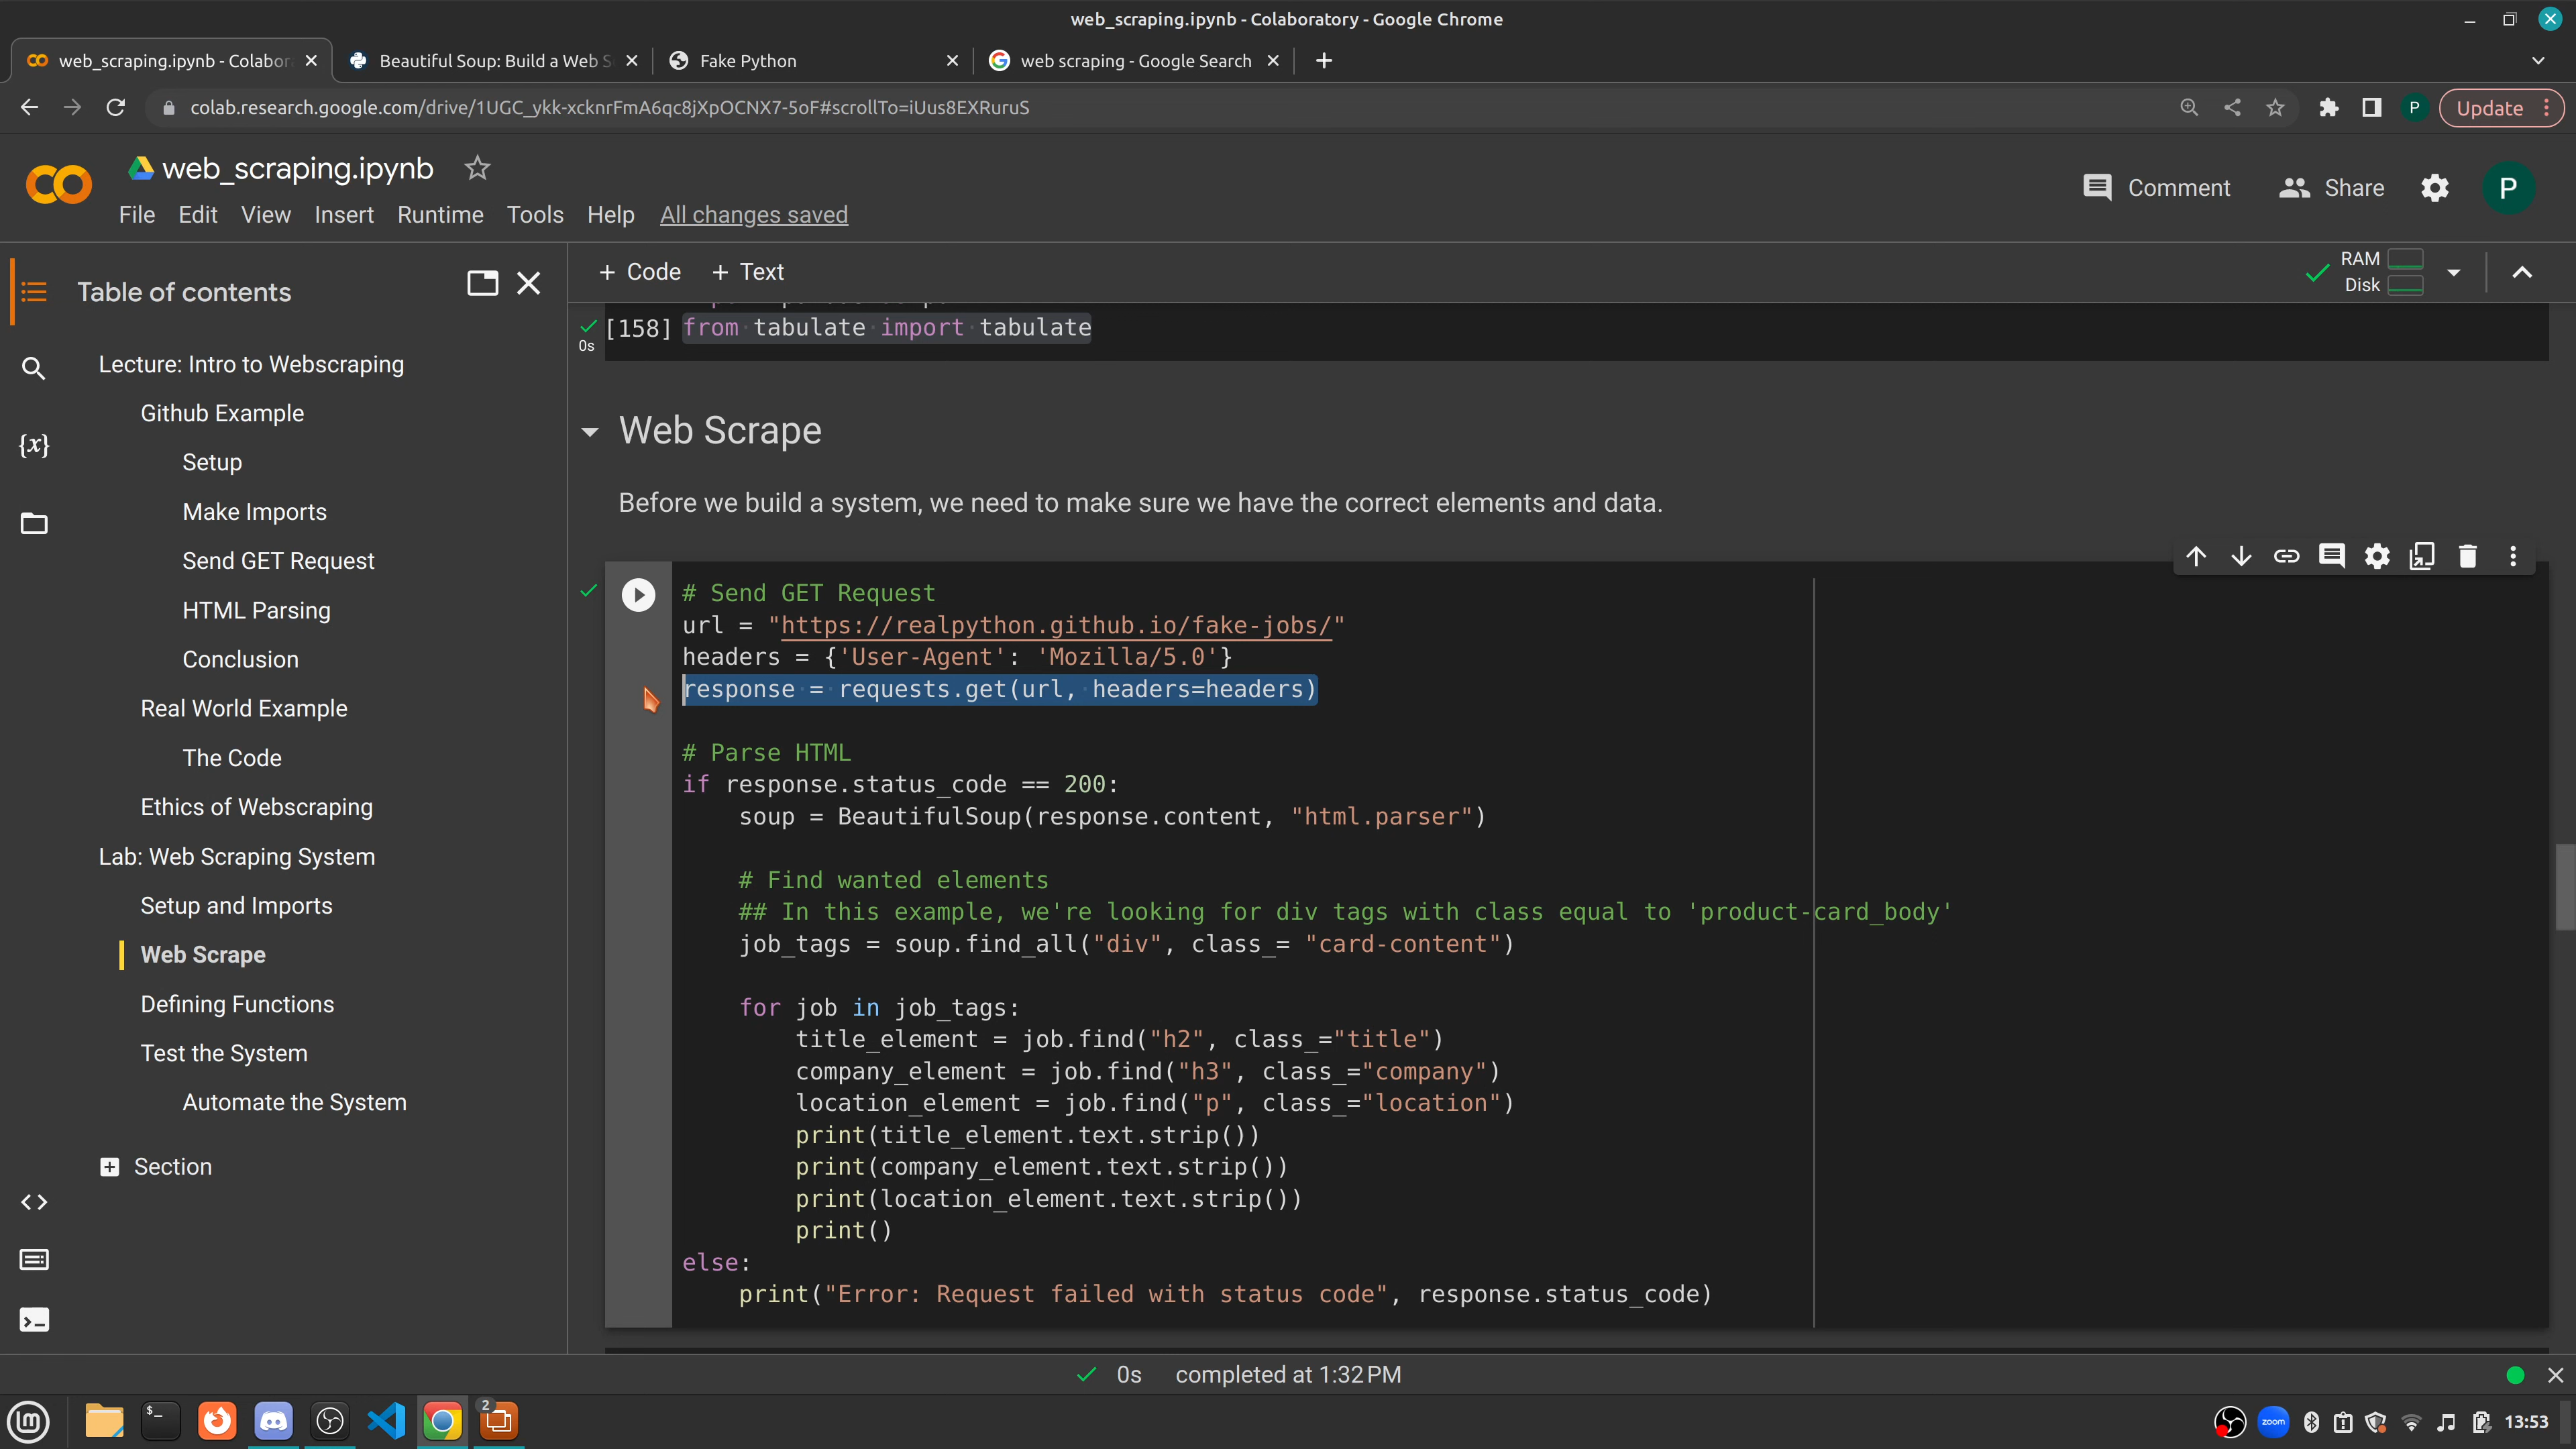 web_scraping.ipynb - Colaboratory - Google Chrome
web_scraping.ipynb - Colabor
Beautiful Soup: Build a Web S
Fake Python
web scraping - Google Search
colab.research.google.com/drive/1UGC_ykk-xcknrFmA6qc8jXpOCNX7-5oF#scrollTo=iUus8EXRuruS
P
Update
web_scraping.ipynb
File Edit View Insert Runtime Tools Help All changes saved
Comment
Share
P
Table of contents
Lecture: Intro to Webscraping
Github Example
Setup
Make Imports
Send GET Request
HTML Parsing
Conclusion
Real World Example
The Code
Ethics of Webscraping
Lab: Web Scraping System
Setup and Imports
Web Scrape
Defining Functions
Test the System
Automate the System
Section
{x}
+ Code + Text
RAM
Disk
0s
[158] from tabulate import tabulate
Web Scrape
Before we build a system, we need to make sure we have the correct elements and data.
# Send GET Request
url = "https://realpython.github.io/fake-jobs/"
headers = {'User-Agent': 'Mozilla/5.0'}
response = requests.get(url, headers=headers)
# Parse HTML
if response.status_code == 200:
soup = BeautifulSoup(response.content, "html.parser")
# Find wanted elements
## In this example, we're looking for div tags with class equal to 'product-card_body'
job_tags = soup.find_all("div", class_= "card-content")
for job in job_tags:
title_element = job.find("h2", class_="title")
company_element = job.find("h3", class_="company")
location_element = job.find("p", class_="location")
print(title_element.text.strip())
print(company_element.text.strip())
print(location_element.text.strip())
print()
else:
print("Error: Request failed with status code", response.status_code)
0s completed at 1:32 PM
2
zoom
13:53